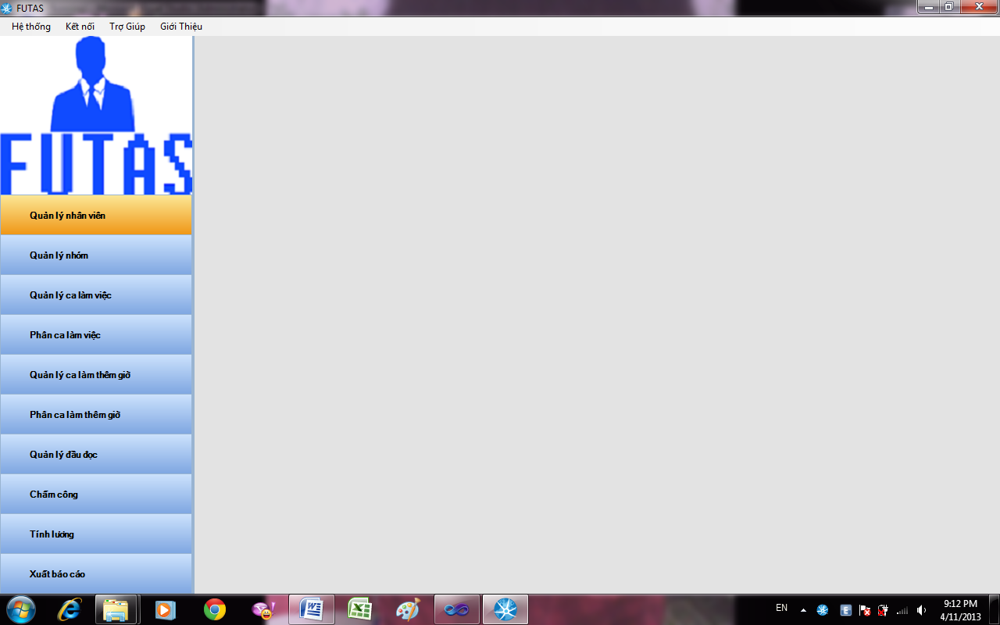 FUTAS
Hệ thống Kết nối Trợ Giúp Giới Thiệu
FUTAS
Quản lý nhân viên
Quản lý nhóm
Quản lý ca làm việc
Phân ca làm việc
Quản lý ca làm thêm giờ
Phân ca làm thêm giờ
Quản lý đầu đọc
Chấm công
Tính lương
Xuất báo cáo
EN
9:12 PM
4/11/2013